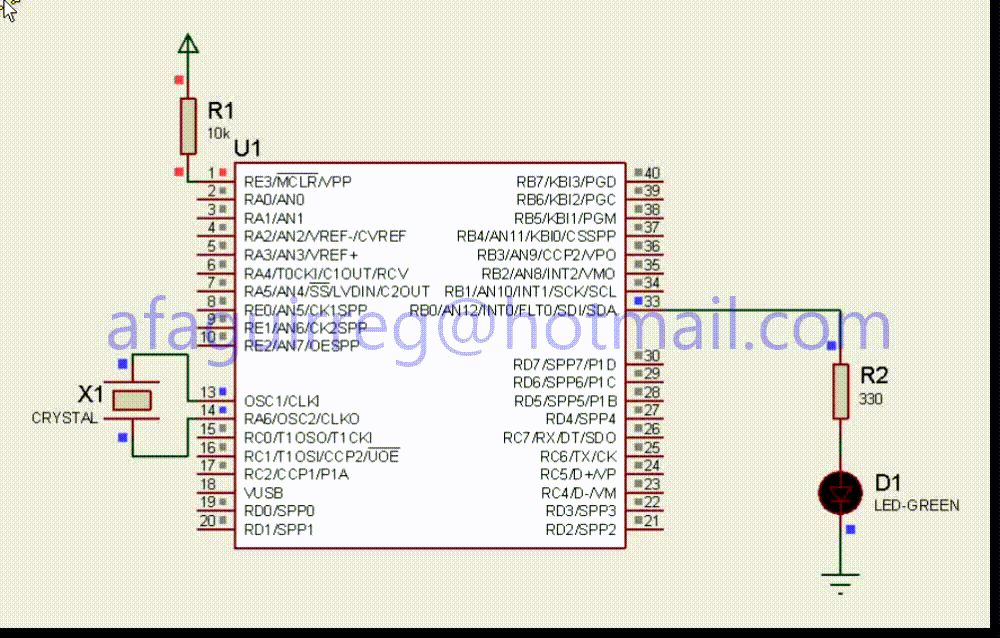 R1
10k
U1
1 RE3/MCLR/VPP
2 RA0/AN0
3 RA1/AN1
4 RA2/AN2/VREF-/CVREF
5 RA3/AN3/VREF+
6 RA4/T0CKI/C1OUT/RCV
7 RA5/AN4/SS/LVDIN/C2OUT
8 RE0/AN5/CK1SPP
9 RE1/AN6/CK2SPP
10 RE2/AN7/OESPP
13 OSC1/CLKI
14 RA6/OSC2/CLKO
15 RC0/T1OSO/T1CKI
16 RC1/T1OSI/CCP2/UOE
17 RC2/CCP1/P1A
18 VUSB
19 RD0/SPP0
20 RD1/SPP1
RB7/KBI3/PGD 40
RB6/KBI2/PGC 39
RB5/KBI1/PGM 38
RB4/AN11/KBI0/CSSPP 37
RB3/AN9/CCP2/VPO 36
RB2/AN8/INT2/VMO 35
RB1/AN10/INT1/SCK/SCL 34
RB0/AN12/INT0/FLT0/SDI/SDA 33
RD7/SPP7/P1D 30
RD6/SPP6/P1C 29
RD5/SPP5/P1B 28
RD4/SPP4 27
RC7/RX/DT/SDO 26
RC6/TX/CK 25
RC5/D+/VP 24
RC4/D-/VM 23
RD3/SPP3 22
RD2/SPP2 21
afaguirreg@hotmail.com
X1
CRYSTAL
R2
330
D1
LED-GREEN